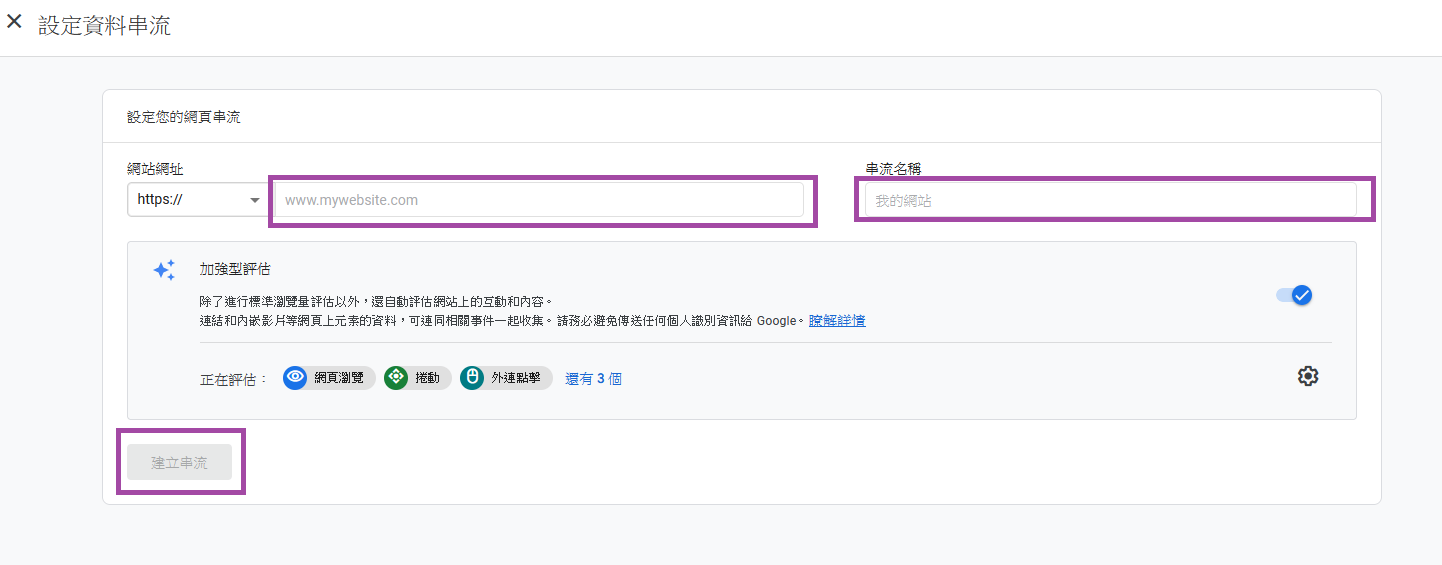 設定資料串流
設定您的網頁串流
網站網址
串流名稱
https://
www.mywebsite.com
我的網站
加強型評估
除了進行標準瀏覽量評估以外，還自動評估網站上的互動和內容。
連結和內嵌影片等網頁上元素的資料，可連同相關事件一起收集。請務必避免傳送任何個人識別資訊給 Google。瞭解詳情
正在評估： 網頁瀏覽 捲動 外連點擊 還有 3 個
建立串流